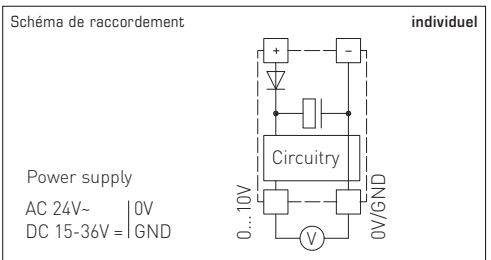 Schéma de raccordement
individuel
+
−
Circuitry
Power supply
AC 24V~ | 0V
DC 15-36V = | GND
0...10V
0V/GND
V